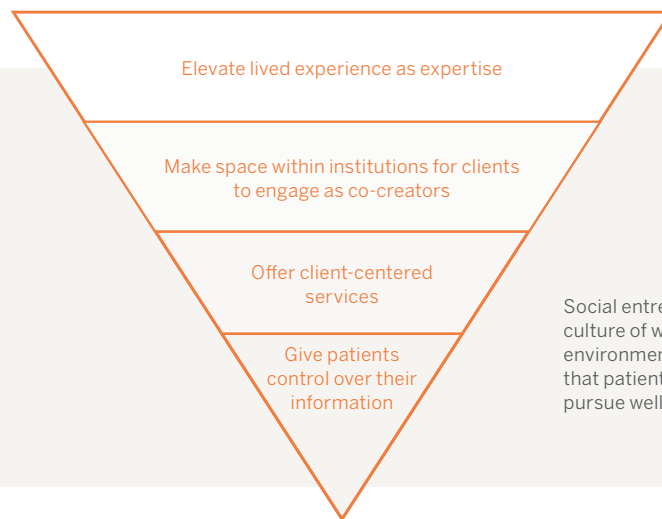 Elevate lived experience as expertise
Make space within institutions for clients
to engage as co-creators
Offer client-centered
services
Give patients
control over their
information
Social entre
culture of w
environmen
that patient
pursue well